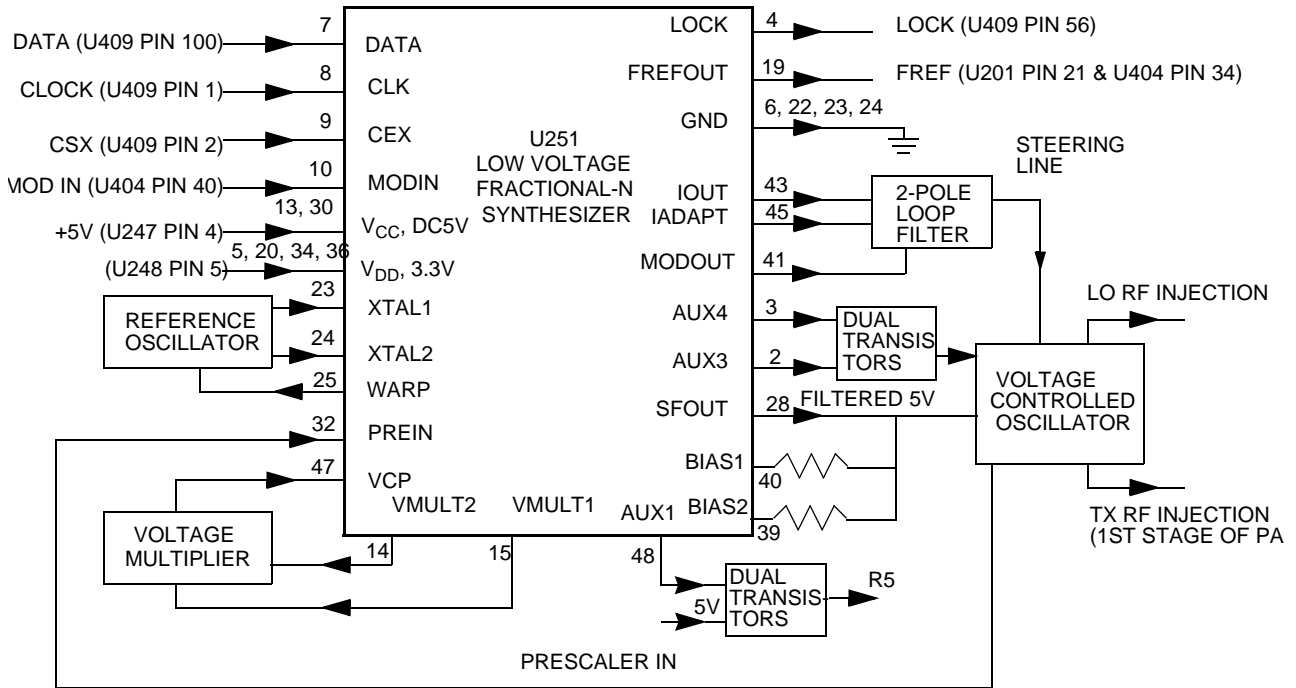 7
4
DATA (U409 PIN 100)
DATA
LOCK
LOCK (U409 PIN 56)
8
19
CLOCK (U409 PIN 1)
CLK
FREFOUT
FREF (U201 PIN 21 & U404 PIN 34)
9
6, 22, 23, 24
CSX (U409 PIN 2)
CEX
GND
U251
LOW VOLTAGE
FRACTIONAL-N
SYNTHESIZER
STEERING
LINE
10
MOD IN (U404 PIN 40)
MODIN
IOUT
43
IADAPT
45
2-POLE
LOOP
FILTER
13, 30
+5V (U247 PIN 4)
VCC, DC5V
5, 20, 34, 36
(U248 PIN 5)
VDD, 3.3V
MODOUT
41
23
XTAL1
REFERENCE
OSCILLATOR
24
XTAL2
25
WARP
AUX4
3
AUX3
2
DUAL
TRANSIS
TORS
LO RF INJECTION
VOLTAGE
CONTROLLED
OSCILLATOR
SFOUT
28
FILTERED 5V
32
PREIN
47
VCP
BIAS1
40
BIAS2
39
TX RF INJECTION
(1ST STAGE OF PA
VMULT2
VMULT1
AUX1
VOLTAGE
MULTIPLIER
14
15
48
5V
DUAL
TRANSIS
TORS
R5
PRESCALER IN